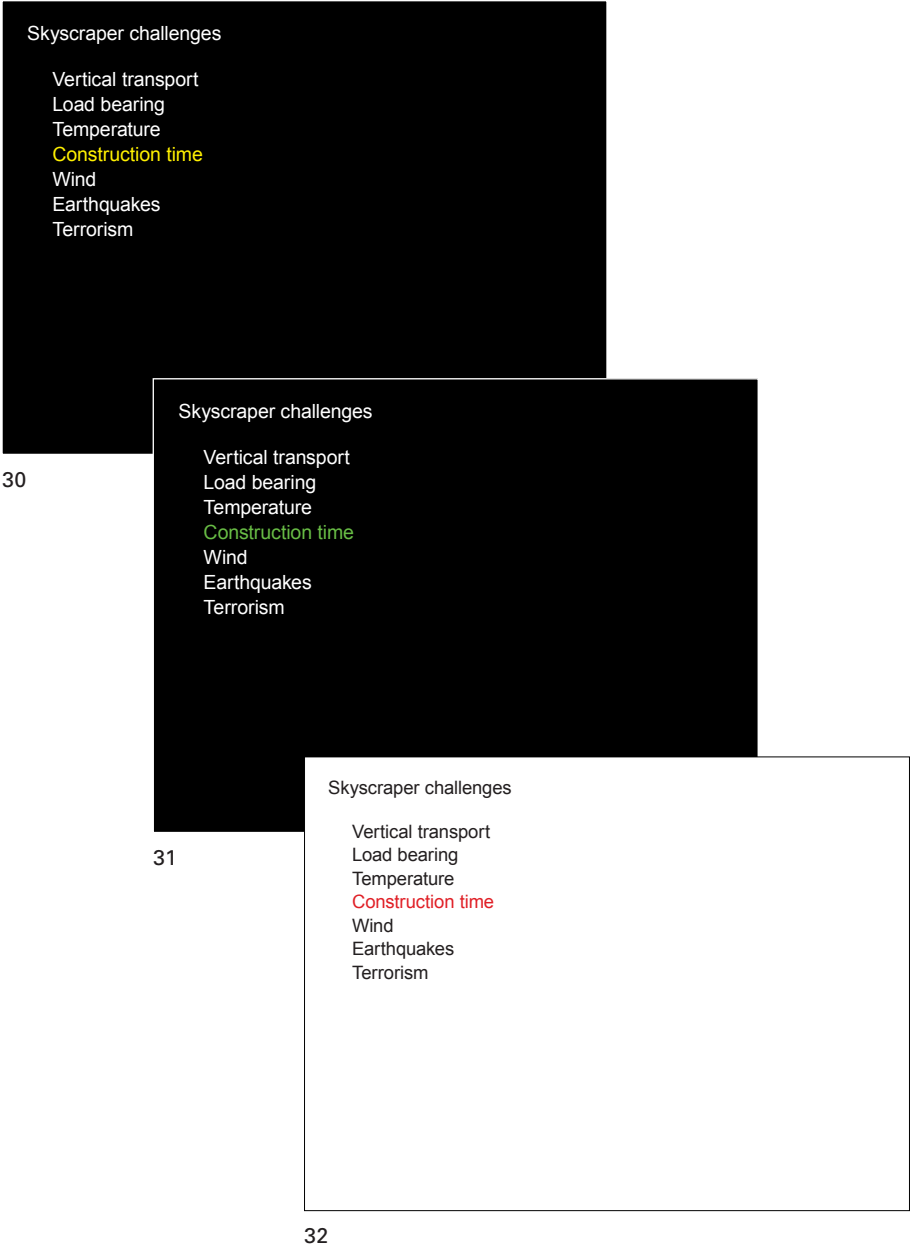 Skyscraper challenges
Vertical transport
Load bearing
Temperature
Construction time
Wind
Earthquakes
Terrorism
30
Skyscraper challenges
Vertical transport
Load bearing
Temperature
Construction time
Wind
Earthquakes
Terrorism
31
Skyscraper challenges
Vertical transport
Load bearing
Temperature
Construction time
Wind
Earthquakes
Terrorism
32